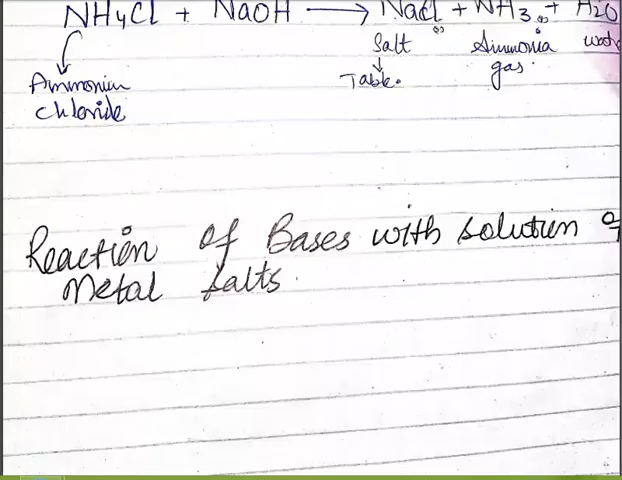 NH4Cl + NaOH → NaCl + NH3 + H2O
Salt Ammonia
Ammonium Table. gas.
chloride
Reaction of Bases with solution of
Metal Salts.